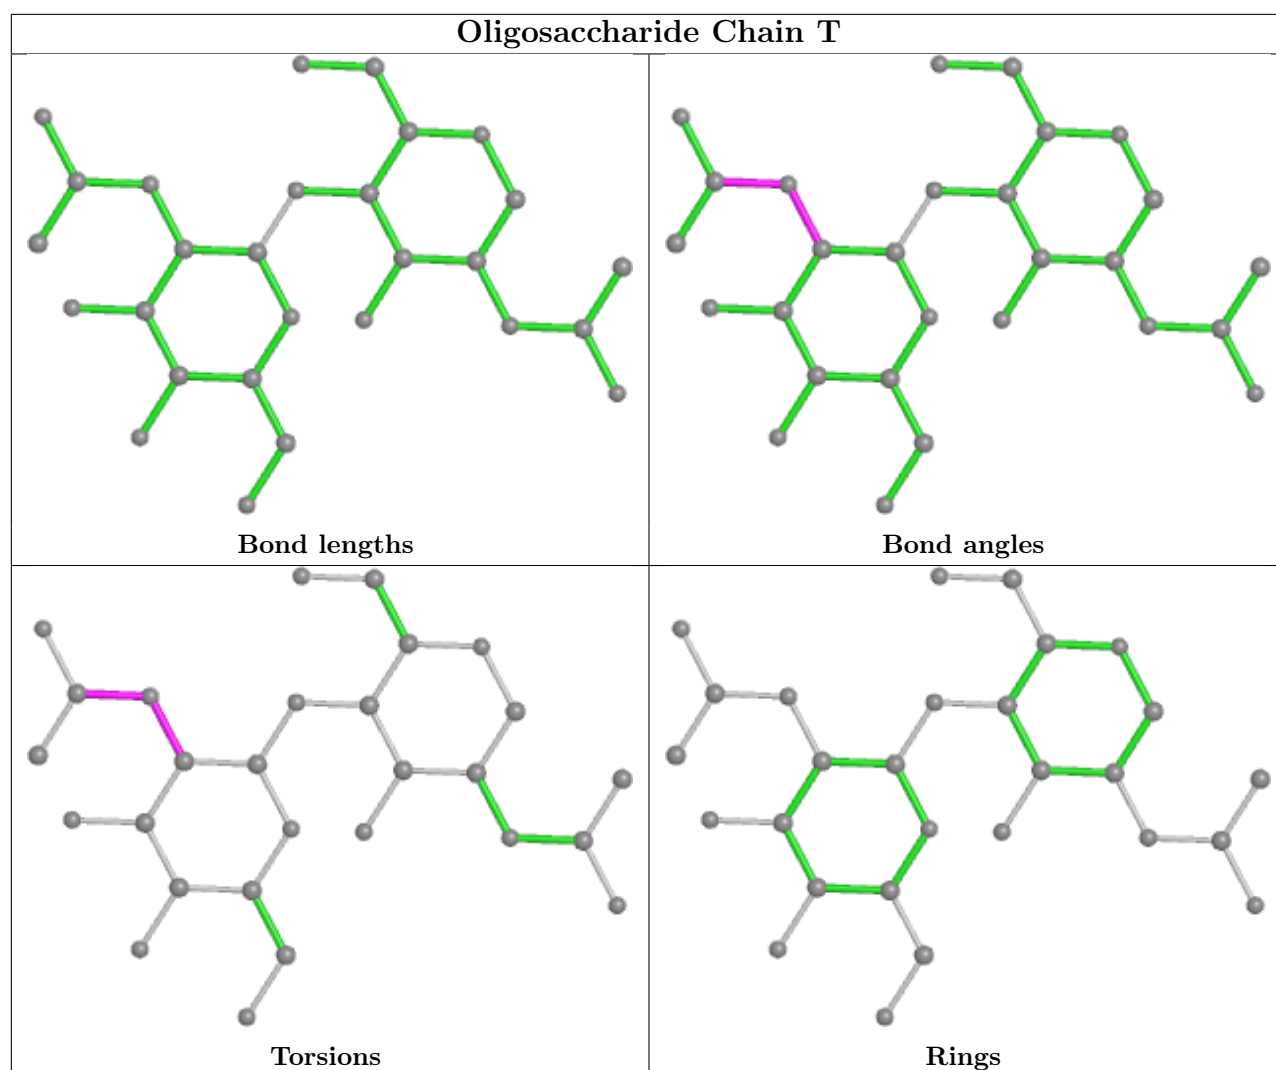 Oligosaccharide Chain T
Bond lengths
Bond angles
Torsions
Rings